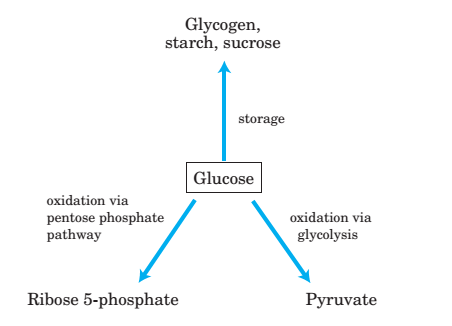 Glycogen,
starch, sucrose
storage
Glucose
oxidation via
pentose phosphate
pathway
oxidation via
glycolysis
Ribose 5-phosphate
Pyruvate